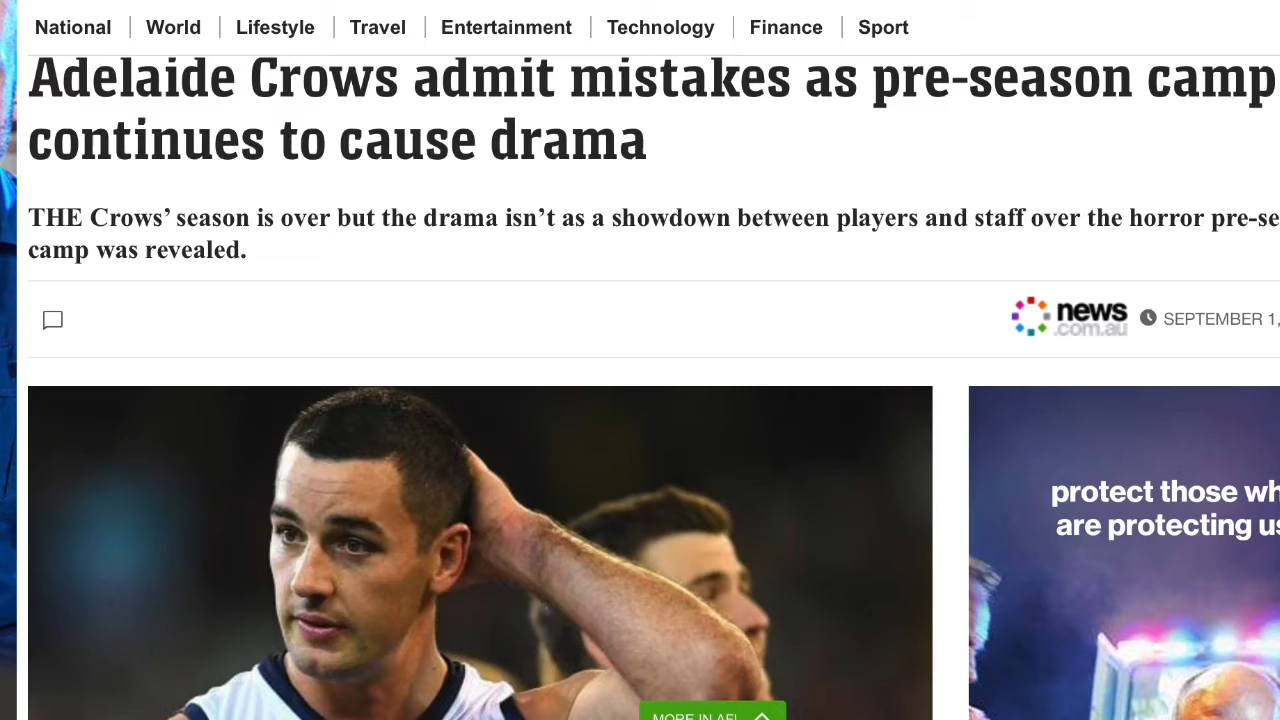 National World Lifestyle Travel Entertainment Technology Finance Sport
Adelaide Crows admit mistakes as pre-season camp
continues to cause drama
THE Crows’ season is over but the drama isn’t as a showdown between players and staff over the horror pre-se
camp was revealed.
news
.com.au
SEPTEMBER 1,
protect those wh
are protecting us
MORE IN AFL